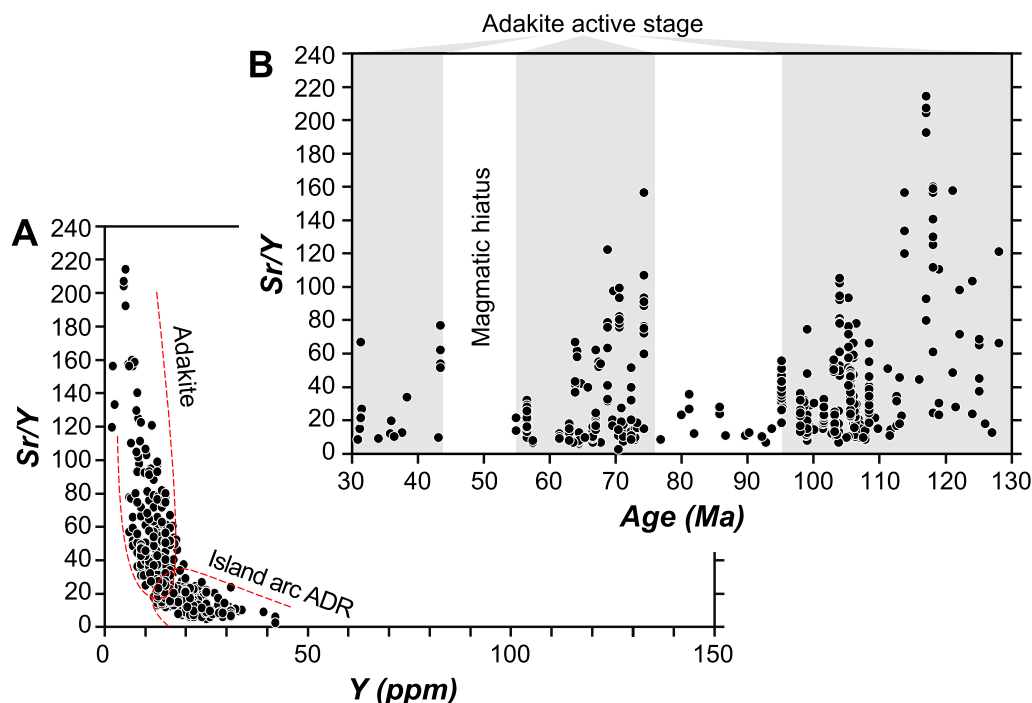 Adakite active stage
B
240
220
200
180
160
140
120
100
80
60
40
20
0
Sr/Y
Magmatic hiatus
30 40 50 60 70 80 90 100 110 120 130
Age (Ma)
A
240
220
200
180
160
140
120
100
80
60
40
20
0
Sr/Y
Adakite
Island arc ADR
0 50 100 150
Y (ppm)